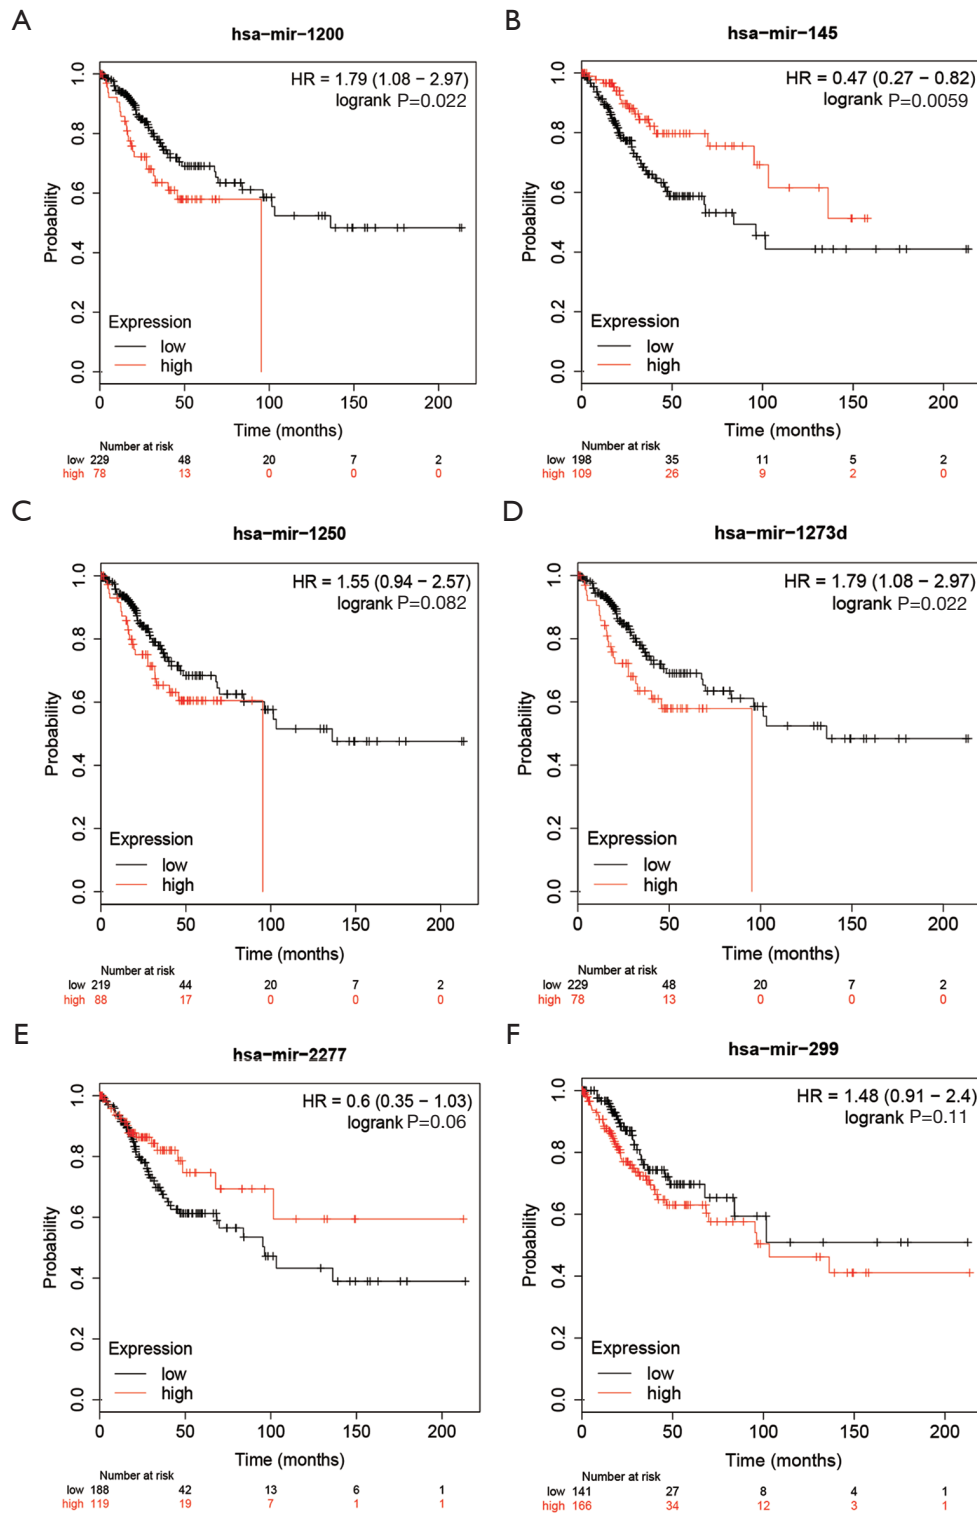 A
hsa−mir−1200
HR = 1.79 (1.08 − 2.97)
logrank P=0.022
Probability
1.0
0.8
0.6
0.4
0.2
0.0
Expression
low
high
0 50 100 150 200
Time (months)
Number at risk
low 229 48 20 7 2
high 78 13 0 0 0
B
hsa−mir−145
HR = 0.47 (0.27 − 0.82)
logrank P=0.0059
Probability
1.0
0.8
0.6
0.4
0.2
0.0
Expression
low
high
0 50 100 150 200
Time (months)
Number at risk
low 198 35 11 5 2
high 109 26 9 2 0
C
hsa−mir−1250
HR = 1.55 (0.94 − 2.57)
logrank P=0.082
Probability
1.0
0.8
0.6
0.4
0.2
0.0
Expression
low
high
0 50 100 150 200
Time (months)
Number at risk
low 219 44 20 7 2
high 88 17 0 0 0
D
hsa−mir−1273d
HR = 1.79 (1.08 − 2.97)
logrank P=0.022
Probability
1.0
0.8
0.6
0.4
0.2
0.0
Expression
low
high
0 50 100 150 200
Time (months)
Number at risk
low 229 48 20 7 2
high 78 13 0 0 0
E
hsa−mir−2277
HR = 0.6 (0.35 − 1.03)
logrank P=0.06
Probability
1.0
0.8
0.6
0.4
0.2
0.0
Expression
low
high
0 50 100 150 200
Time (months)
Number at risk
low 188 42 13 6 1
high 119 19 7 1 1
F
hsa−mir−299
HR = 1.48 (0.91 − 2.4)
logrank P=0.11
Probability
1.0
0.8
0.6
0.4
0.2
0.0
Expression
low
high
0 50 100 150 200
Time (months)
Number at risk
low 141 27 8 4 1
high 166 34 12 3 1